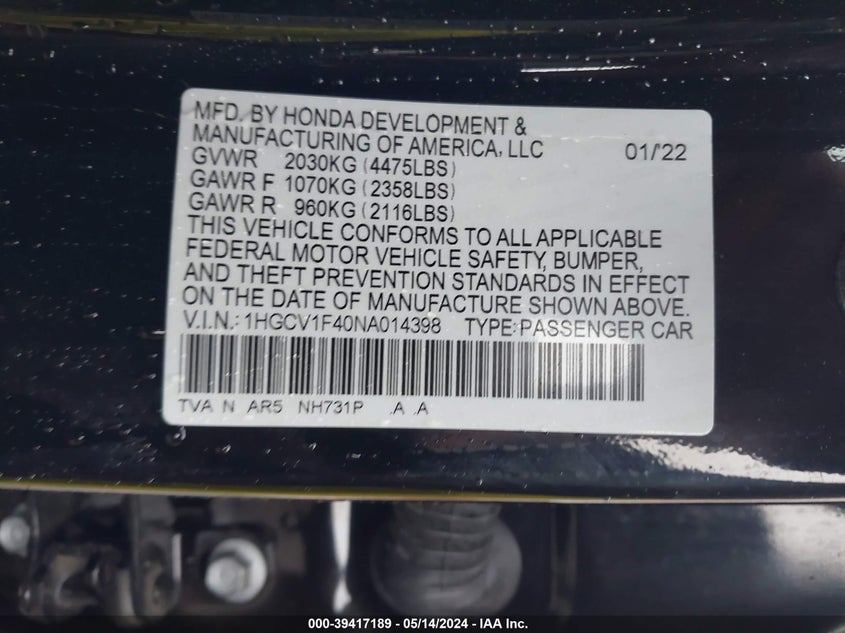 MFD. BY HONDA DEVELOPMENT &
MANUFACTURING OF AMERICA, LLC 01/'22
GVWR 2030KG (4475LBS)
GAWR F 1070KG (2358LBS)
GAWR R 960KG (2116LBS)
THIS VEHICLE CONFORMS TO ALL APPLICABLE
FEDERAL MOTOR VEHICLE SAFETY, BUMPER,
AND THEFT PREVENTION STANDARDS IN EFFECT
ON THE DATE OF MANUFACTURE SHOWN ABOVE.
V.I.N.: 1HGCV1F40NA014398 TYPE: PASSENGER CAR
TVA N AR5 NH731P .A .A
000-39417189 - 05/14/2024 - IAA Inc.